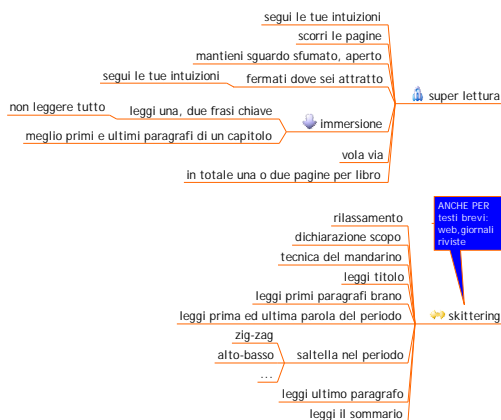 segui le tue intuizioni
scorri le pagine
mantieni sguardo sfumato, aperto
segui le tue intuizioni
fermati dove sei attratto
super lettura
non leggere tutto
leggi una, due frasi chiave
immersione
meglio primi e ultimi paragrafi di un capitolo
vola via
in totale una o due pagine per libro
ANCHE PER
testi brevi:
web,giornali
riviste
rilassamento
dichiarazione scopo
tecnica del mandarino
leggi titolo
leggi primi paragrafi brano
leggi prima ed ultima parola del periodo
skittering
zig-zag
alto-basso
saltella nel periodo
...
leggi ultimo paragrafo
leggi il sommario